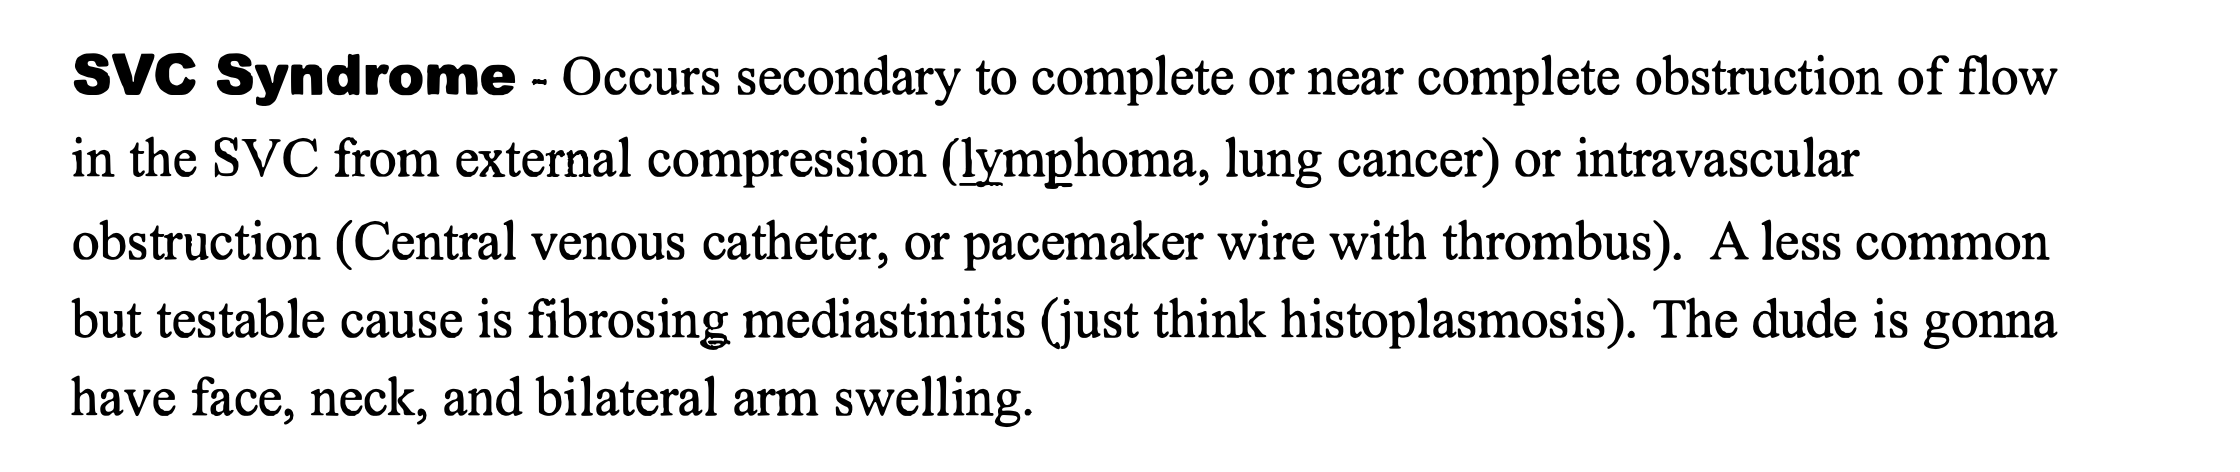 SVC Syndrome - Occurs secondary to complete or near complete obstruction of flow
in the SVC from external compression (lymphoma, lung cancer) or intravascular
obstruction (Central venous catheter, or pacemaker wire with thrombus).  A less common
but testable cause is fibrosing mediastinitis (just think histoplasmosis). The dude is gonna
have face, neck, and bilateral arm swelling.